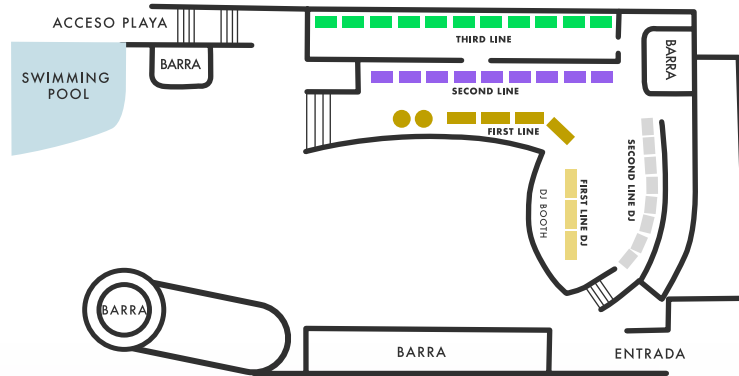 ACCESO PLAYA
THIRD LINE
BARRA
BARRA
SWIMMING
POOL
SECOND LINE
FIRST LINE
SECOND LINE DJ
FIRST LINE DJ
DJ BOOTH
BARRA
BARRA
ENTRADA